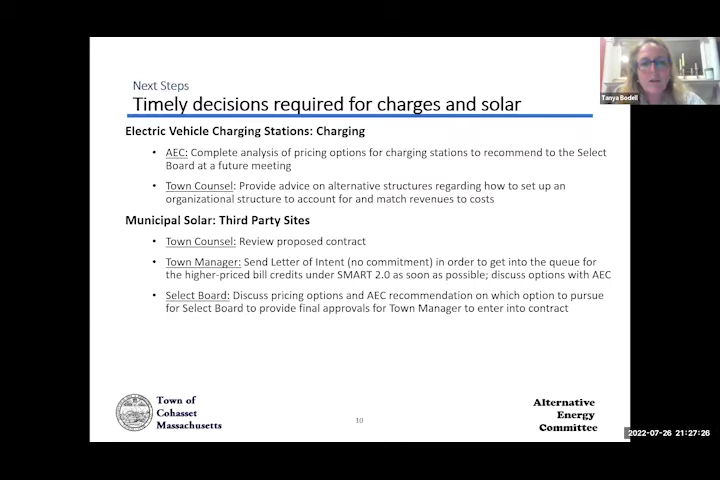 Next Steps
Timely decisions required for charges and solar
Electric Vehicle Charging Stations: Charging
• AEC: Complete analysis of pricing options for charging stations to recommend to the Select
Board at a future meeting
• Town Counsel: Provide advice on alternative structures regarding how to set up an
organizational structure to account for and match revenues to costs
Municipal Solar: Third Party Sites
• Town Counsel: Review proposed contract
• Town Manager: Send Letter of Intent (no commitment) in order to get into the queue for
the higher-priced bill credits under SMART 2.0 as soon as possible; discuss options with AEC
• Select Board: Discuss pricing options and AEC recommendation on which option to pursue
for Select Board to provide final approvals for Town Manager to enter into contract
Town of
Cohasset
Massachusetts
10
Alternative
Energy
Committee
Tanya Bodell
2022-07-26 21:27:26